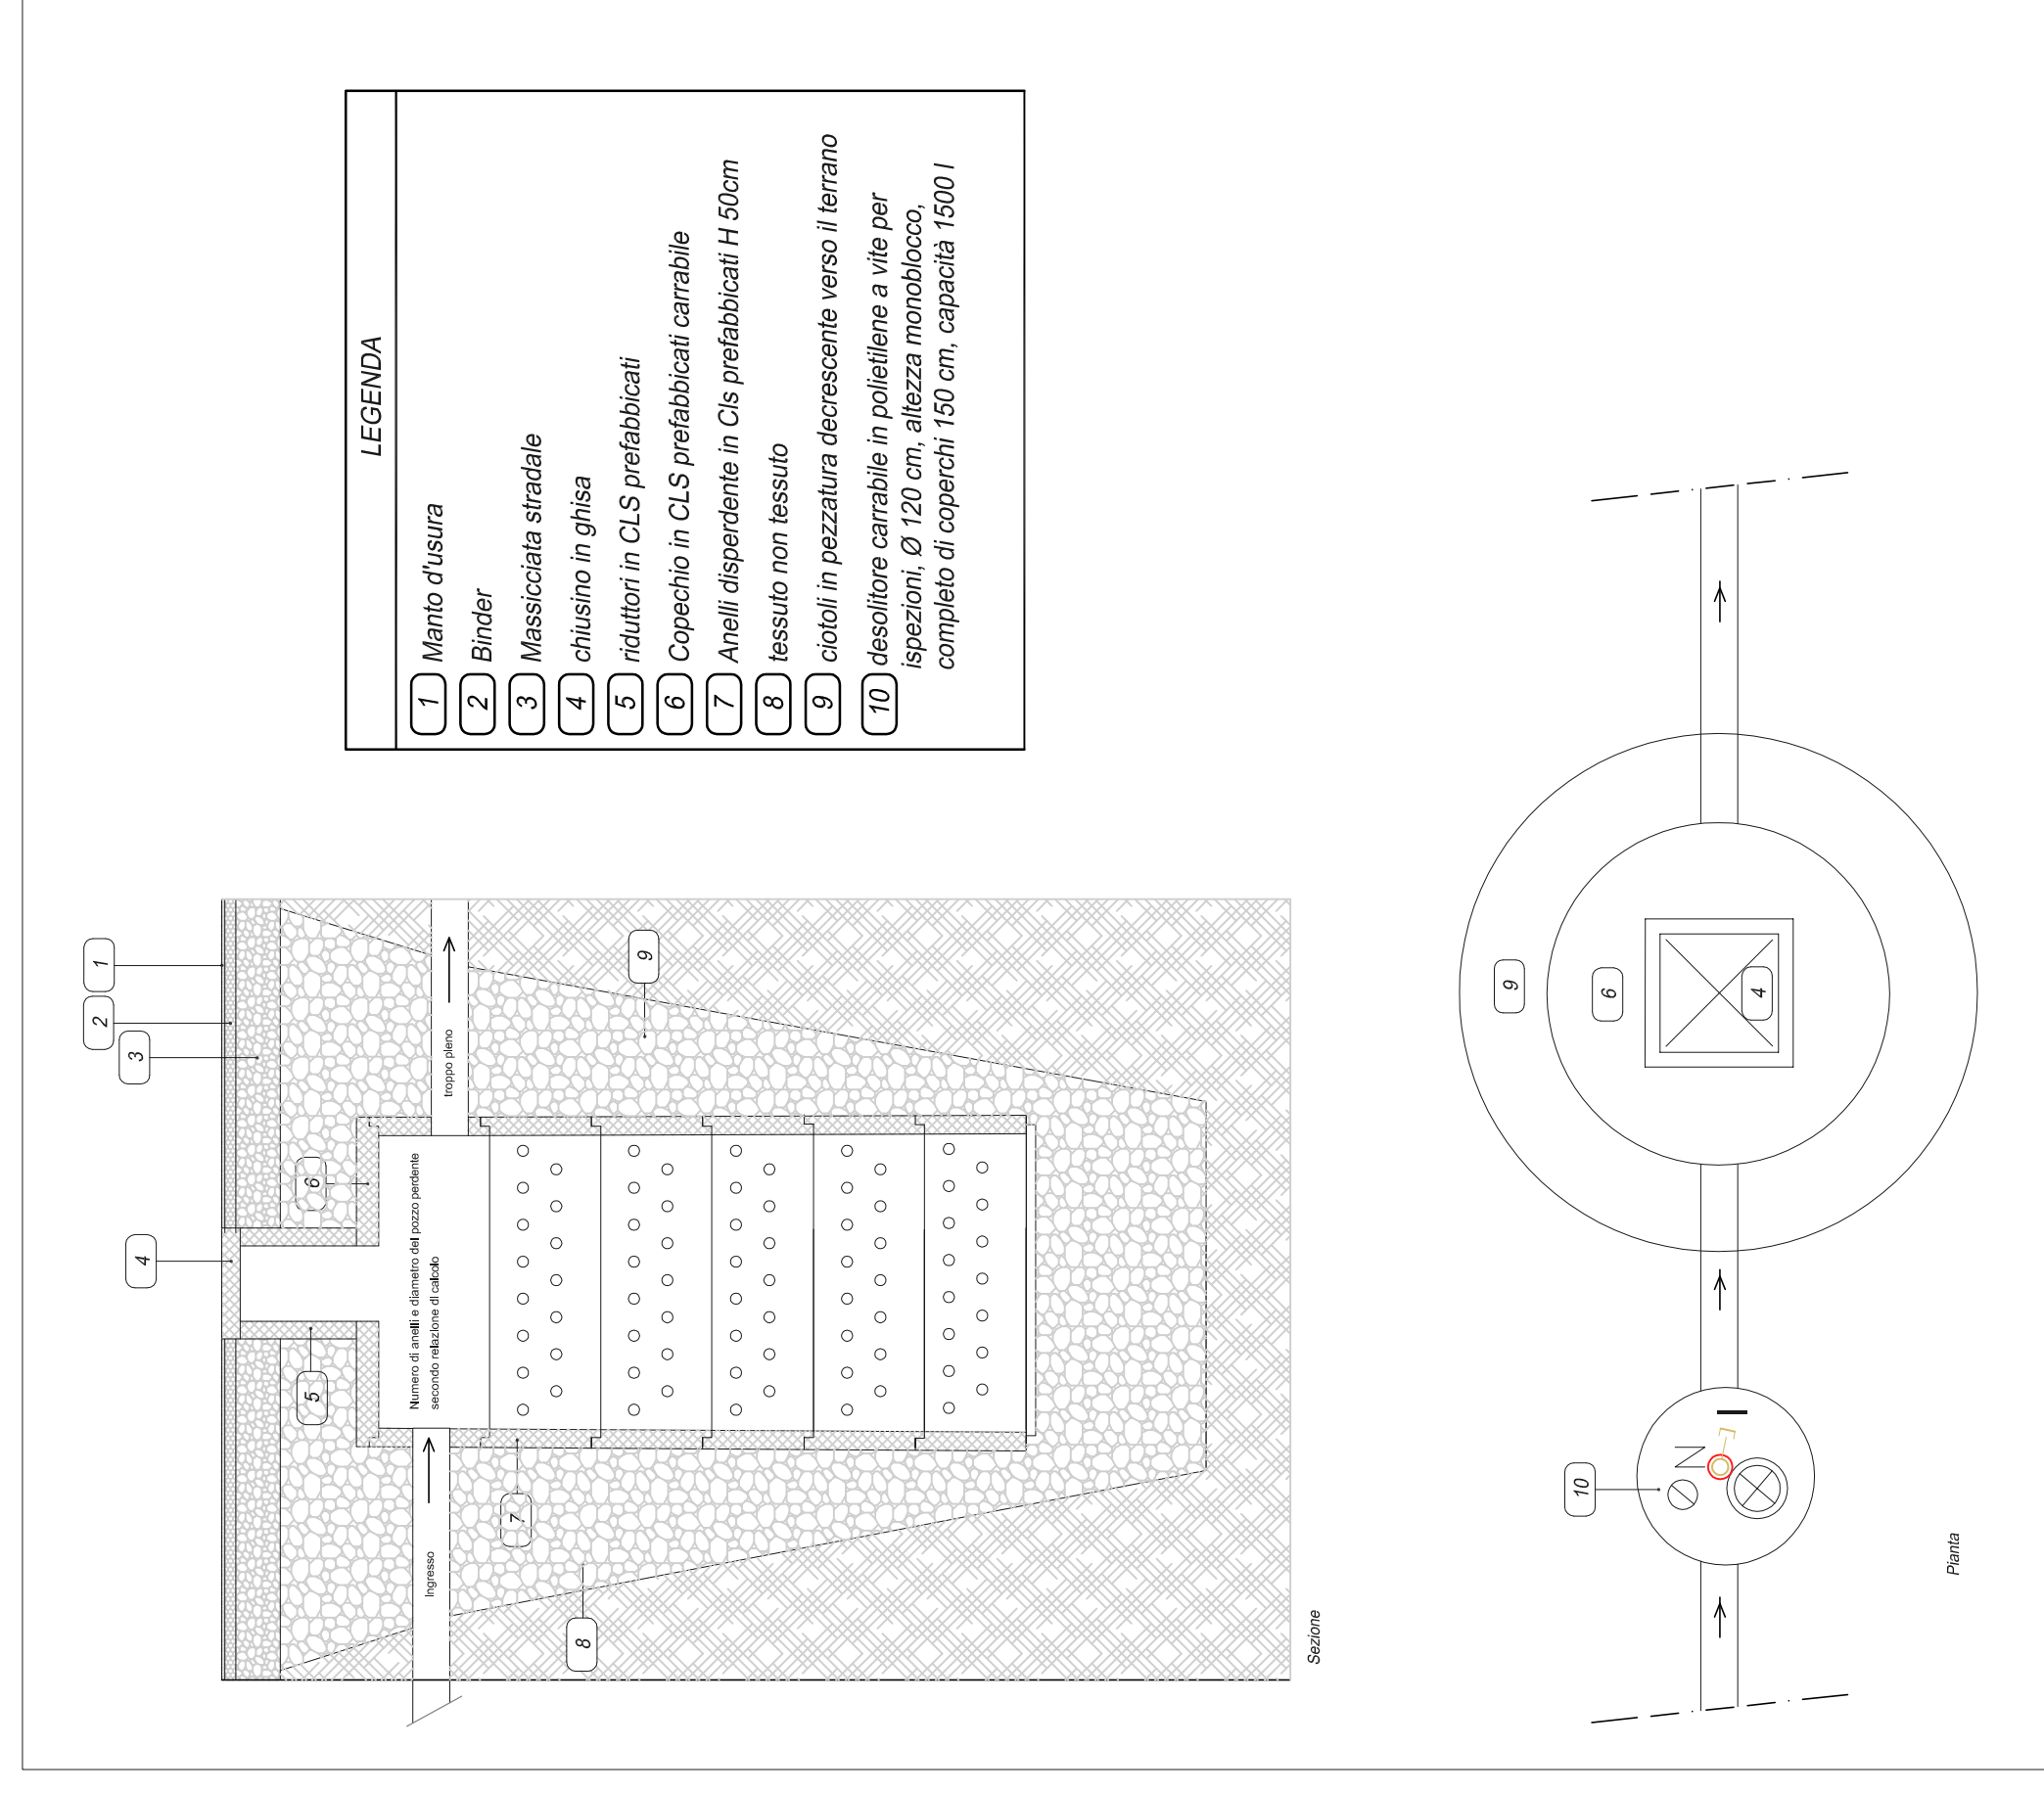 LEGENDA
1 Manto d'usura
2 Binder
3 Massicciata stradale
4 chiusino in ghisa
5 riduttori in CLS prefabbicati
6 Copechio in CLS prefabbicati carrabile
7 Anelli disperdente in Cls prefabbicati H 50cm
8 tessuto non tessuto
9 ciotoli in pezzatura decrescente verso il terrano
10 desolitore carrabile in polietilene a vite per
ispezioni, Ø 120 cm, altezza monoblocco,
completo di coperchi 150 cm, capacità 1500 l
1
2
3
4
6
5
Numero di anelli e diametro del pozzo perdente
secondo relazione di calcolo
Ingresso
troppo pleno
7
8
9
Sezione
9
6
4
10
N
I
Pianta